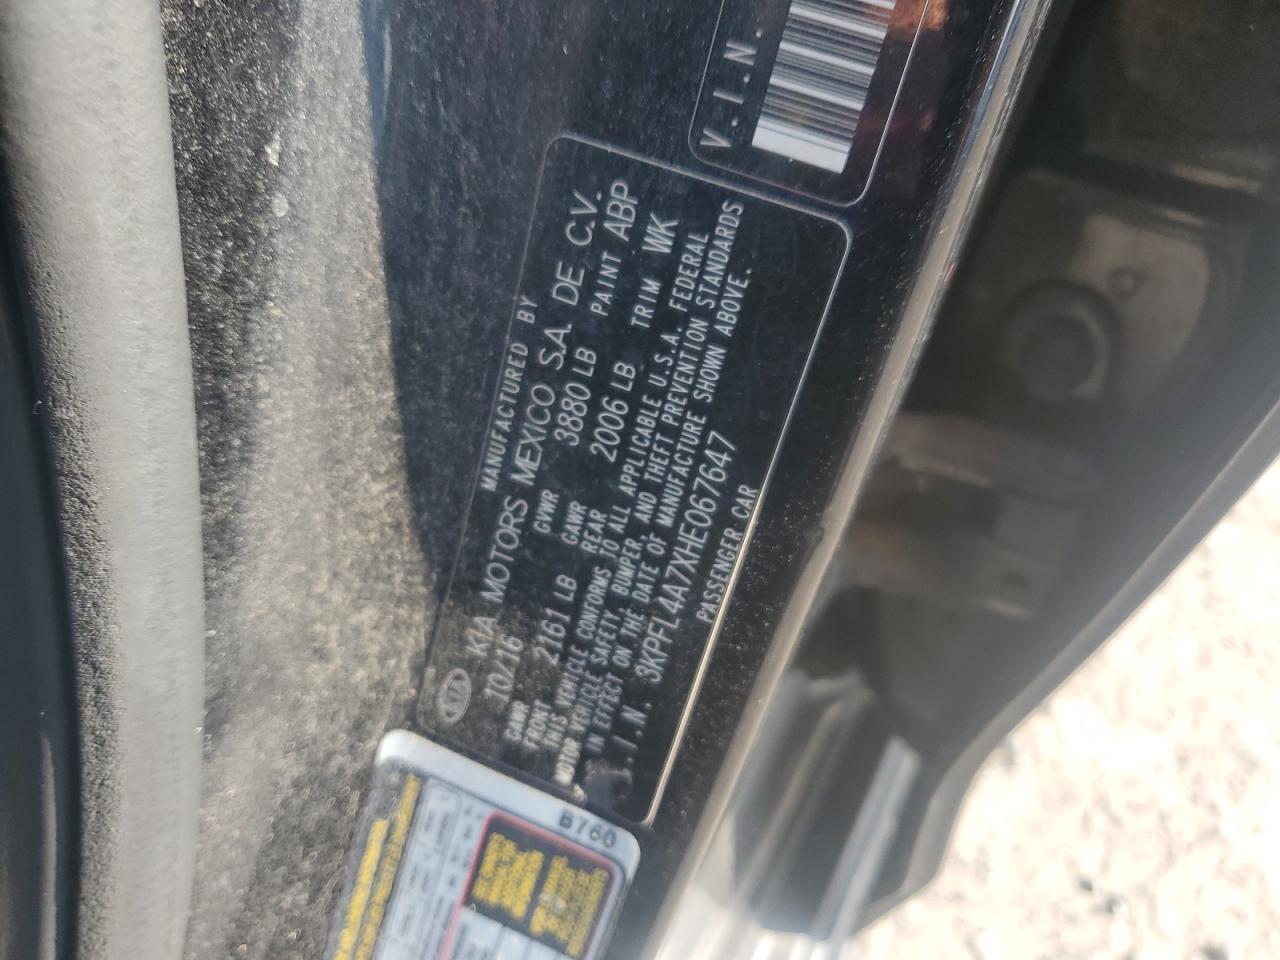 V.I.N.
MANUFACTURED BY
KIA KIA MOTORS MEXICO S.A. DE C.V.
10/16 GVWR 3880 LB PAINT ABP
GAWR FRONT 2161 LB GAWR REAR 2006 LB TRIM WK
THIS VEHICLE CONFORMS TO ALL APPLICABLE U.S.A. FEDERAL
MOTOR VEHICLE SAFETY, BUMPER, AND THEFT PREVENTION STANDARDS
IN EFFECT ON THE DATE OF MANUFACTURE SHOWN ABOVE.
.I.N. 3KPFL4A7XHE067647
PASSENGER CAR
B760